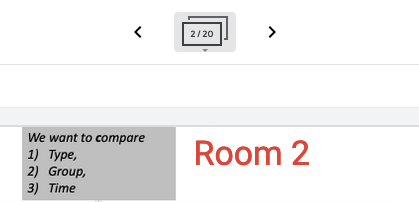 2 / 20
We want to compare
1) Type,
2) Group,
3) Time
Room 2